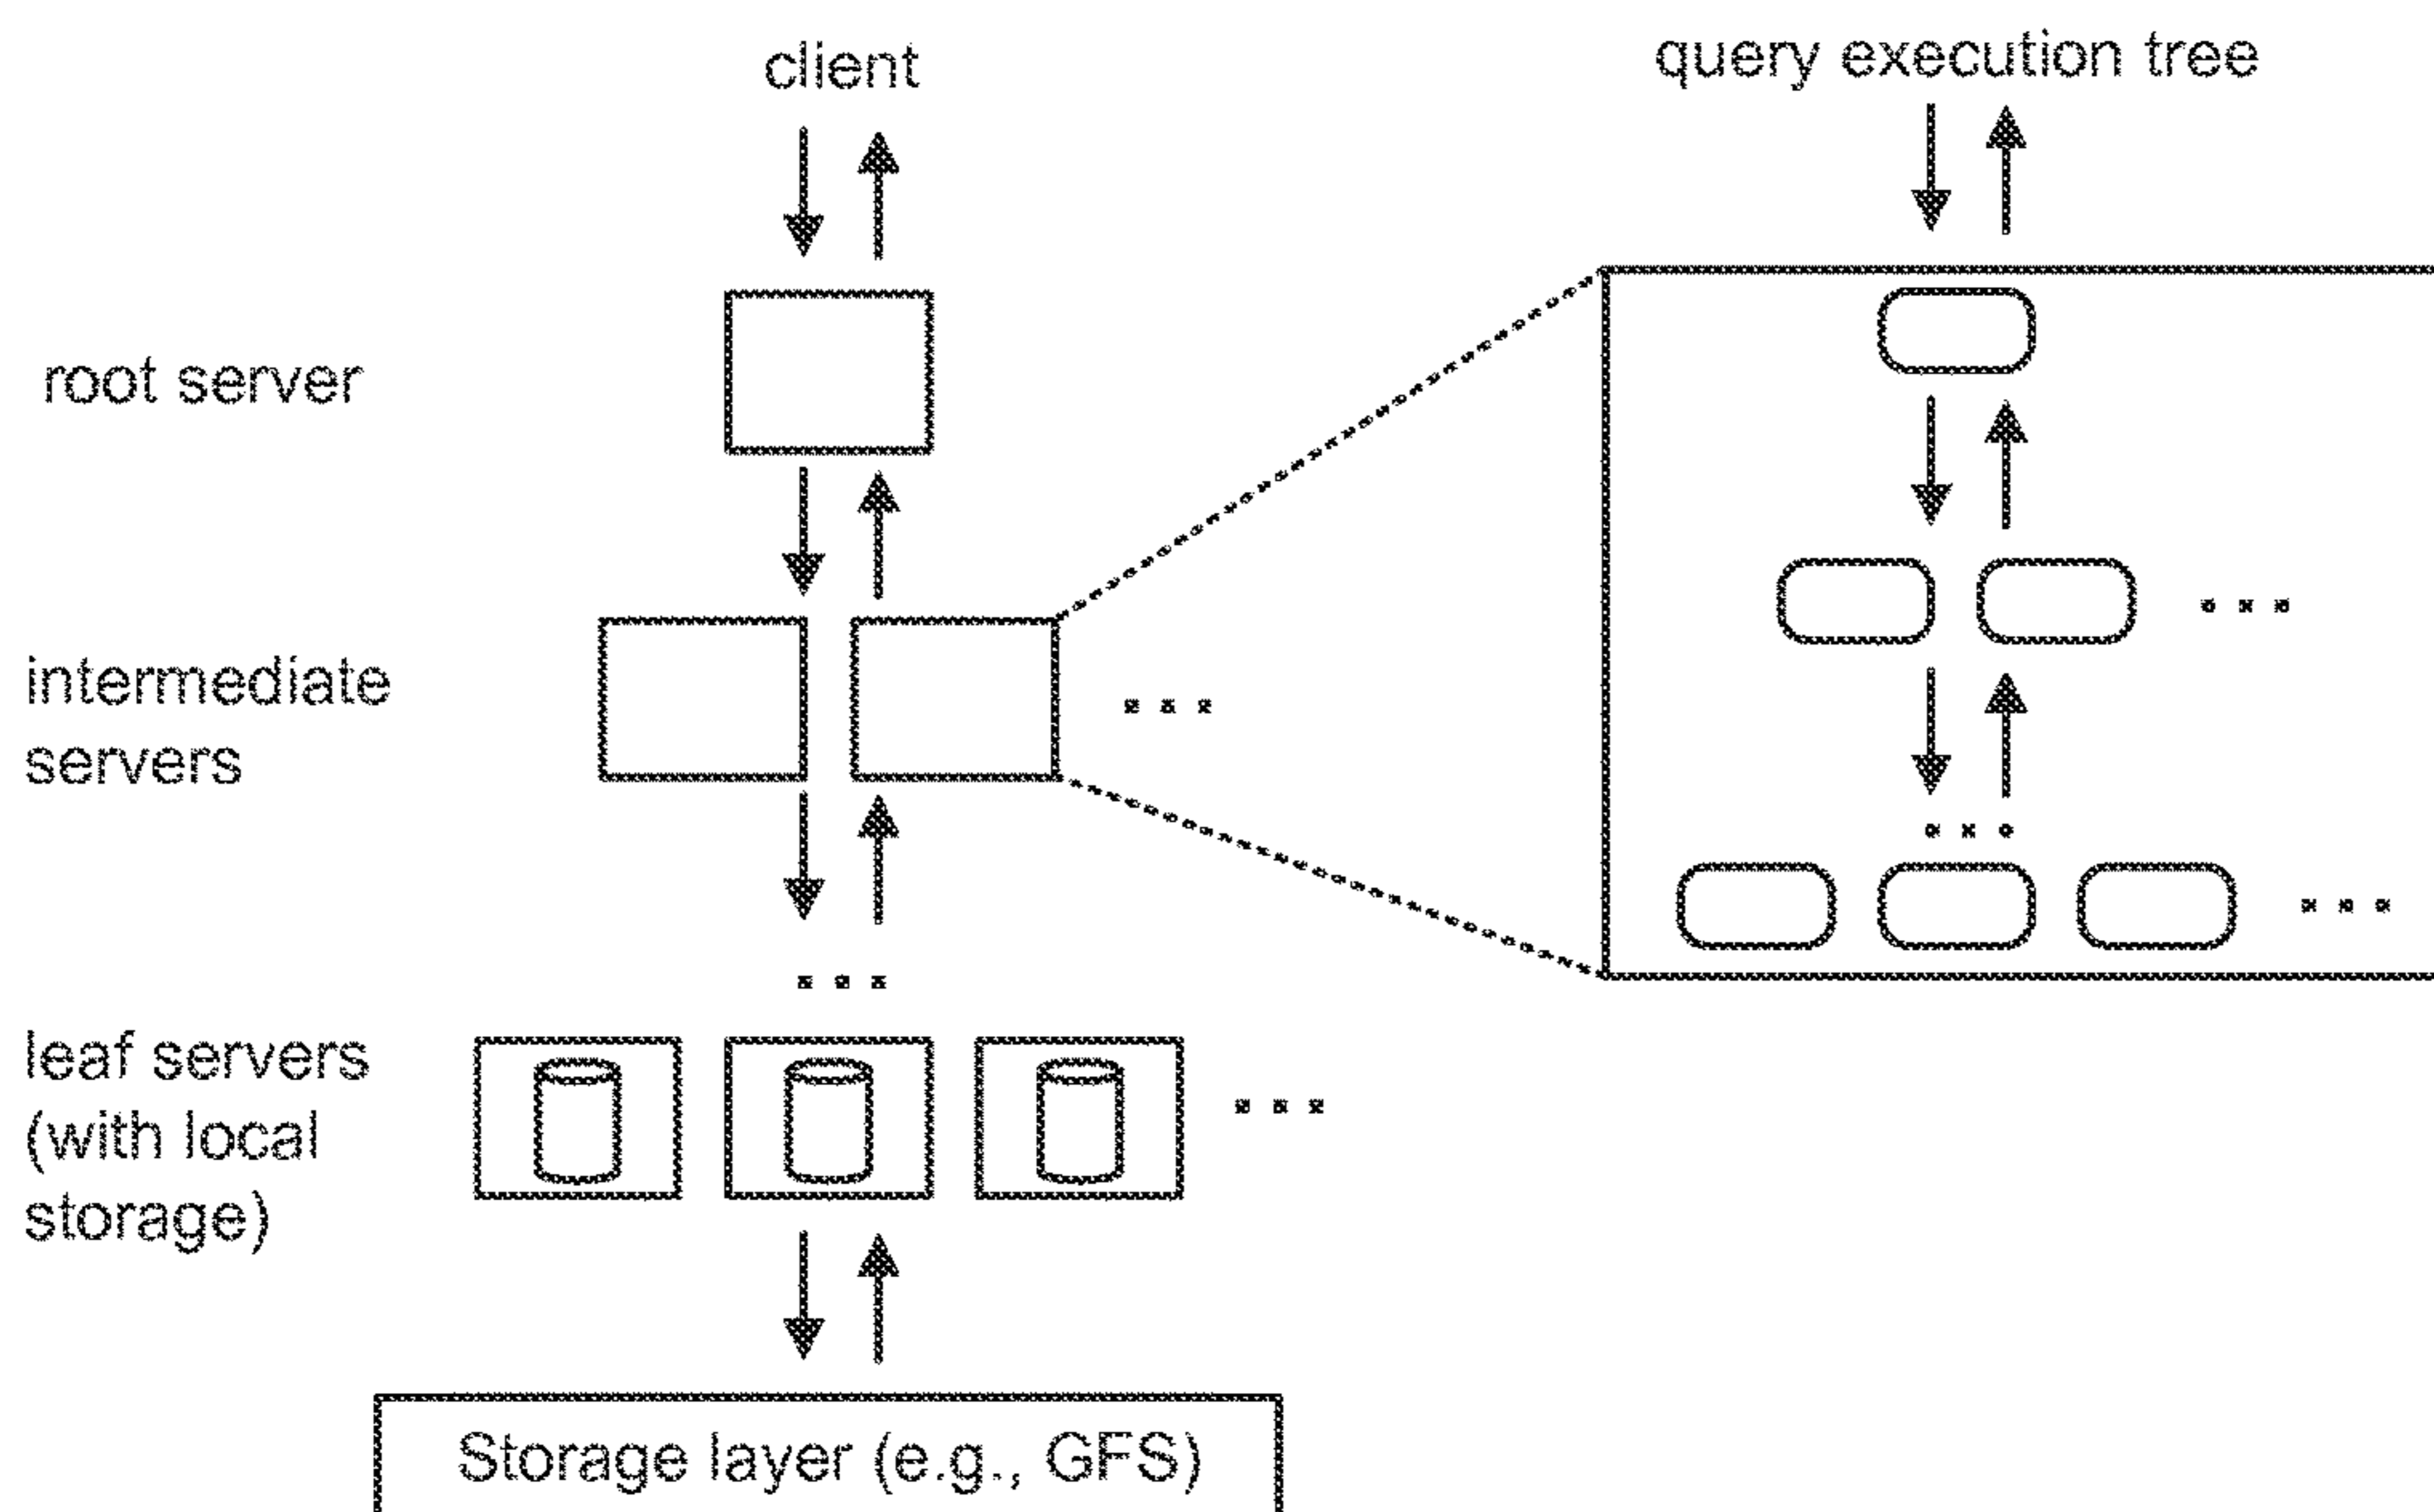 client
query execution tree
root server
intermediate
servers
leaf servers
(with local
storage)
Storage layer (e.g., GFS)